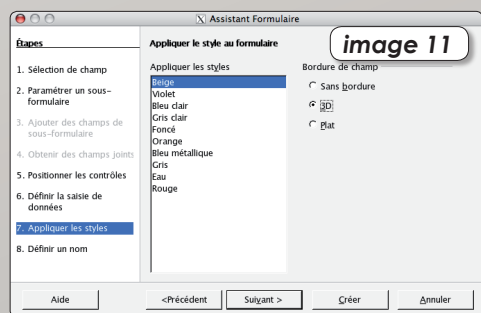 Assistant Formulaire
image 11
Étapes
1. Sélection de champ
2. Paramétrer un sous-
formulaire
3. Ajouter des champs de
sous-formulaire
4. Obtenir des champs joints
5. Positionner les contrôles
6. Définir la saisie de
données
7. Appliquer les styles
8. Définir un nom
Appliquer le style au formulaire
Appliquer les styles
Beige
Violet
Bleu clair
Gris clair
Foncé
Orange
Bleu métallique
Gris
Eau
Rouge
Bordure de champ
Sans bordure
3D
Plat
Aide
<Précédent
Suivant >
Créer
Annuler